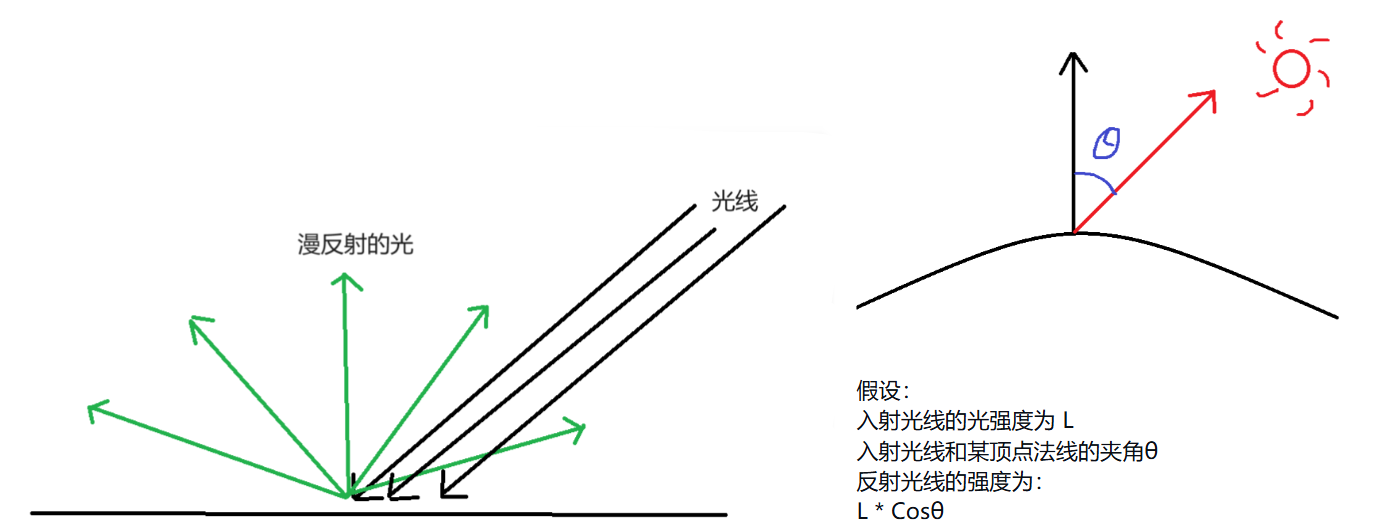 漫反射的光
光线
θ
假设：
入射光线的光强度为 L
入射光线和某顶点法线的夹角θ
反射光线的强度为：
L * Cosθ